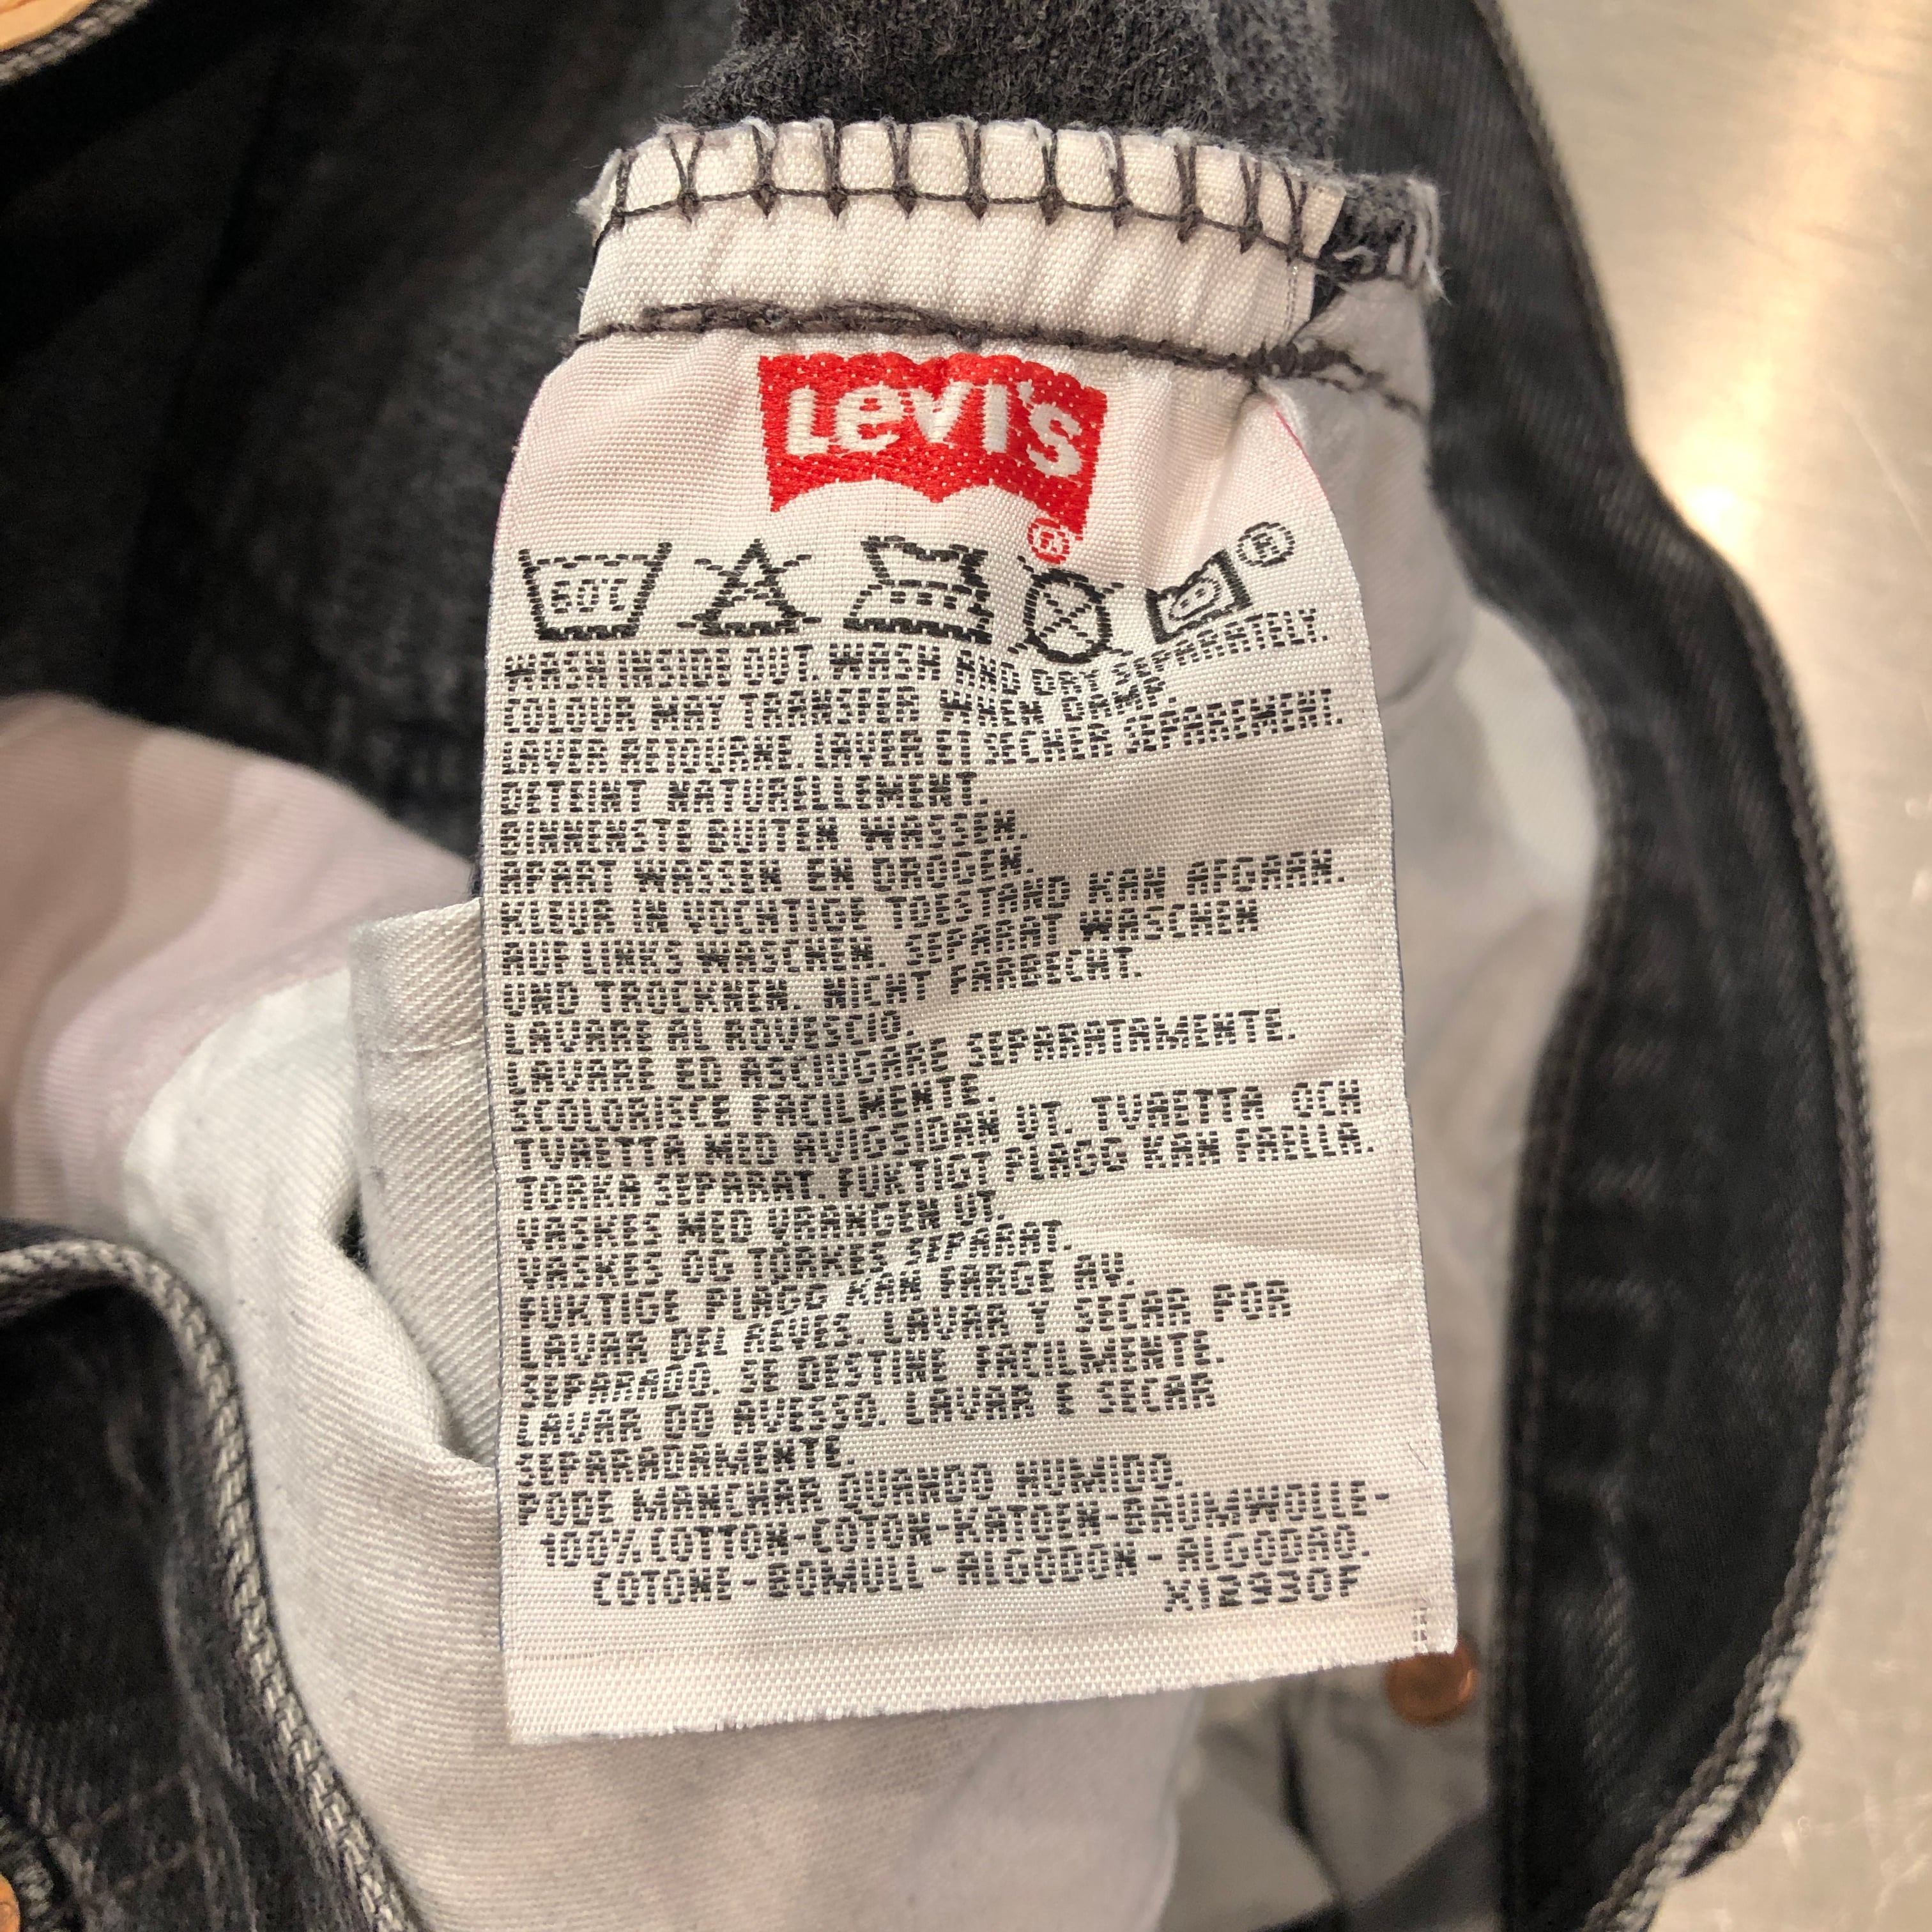 Levi's
®
60°C
®
WASH INSIDE OUT. WASH AND DRY SEPARATELY.
COLOUR MAY TRANSFER WHEN DAMP.
LAVER RETOURNE. LAVER ET SECHER SEPAREMENT.
DETEINT NATURELLEMENT.
BINNENSTE BUITEN WASSEN.
APART WASSEN EN DROGEN.
KLEUR IN VOCHTIGE TOESTAND KAN AFGAAN.
AUF LINKS WASCHEN. SEPARAT WASCHEN
UND TROCKNEN. NICHT FARBECHT.
LAVARE AL ROVESCIO.
LAVARE ED ASCIUGARE SEPARATAMENTE.
SCOLORISCE FACILMENTE.
TVAETTA MED AVIGSIDAN UT. TVAETTA OCH
TORKA SEPARAT. FUKTIGT PLAGG KAN FAELLA.
VASKES MED VRANGEN UT.
VASKES OG TORKES SEPARAT.
FUKTIGE PLAGG KAN FARGE AV.
LAVAR DEL REVES. LAVAR Y SECAR POR
SEPARADO. SE DESTINE FACILMENTE.
LAVAR DO AVESSO. LAVAR E SECAR
SEPARADAMENTE.
PODE MANCHAR QUANDO HUMIDO.
100% COTTON-COTON-KATOEN-BAUMWOLLE-
COTONE-BOMULL-ALGODON-ALGODAO.
X12930F